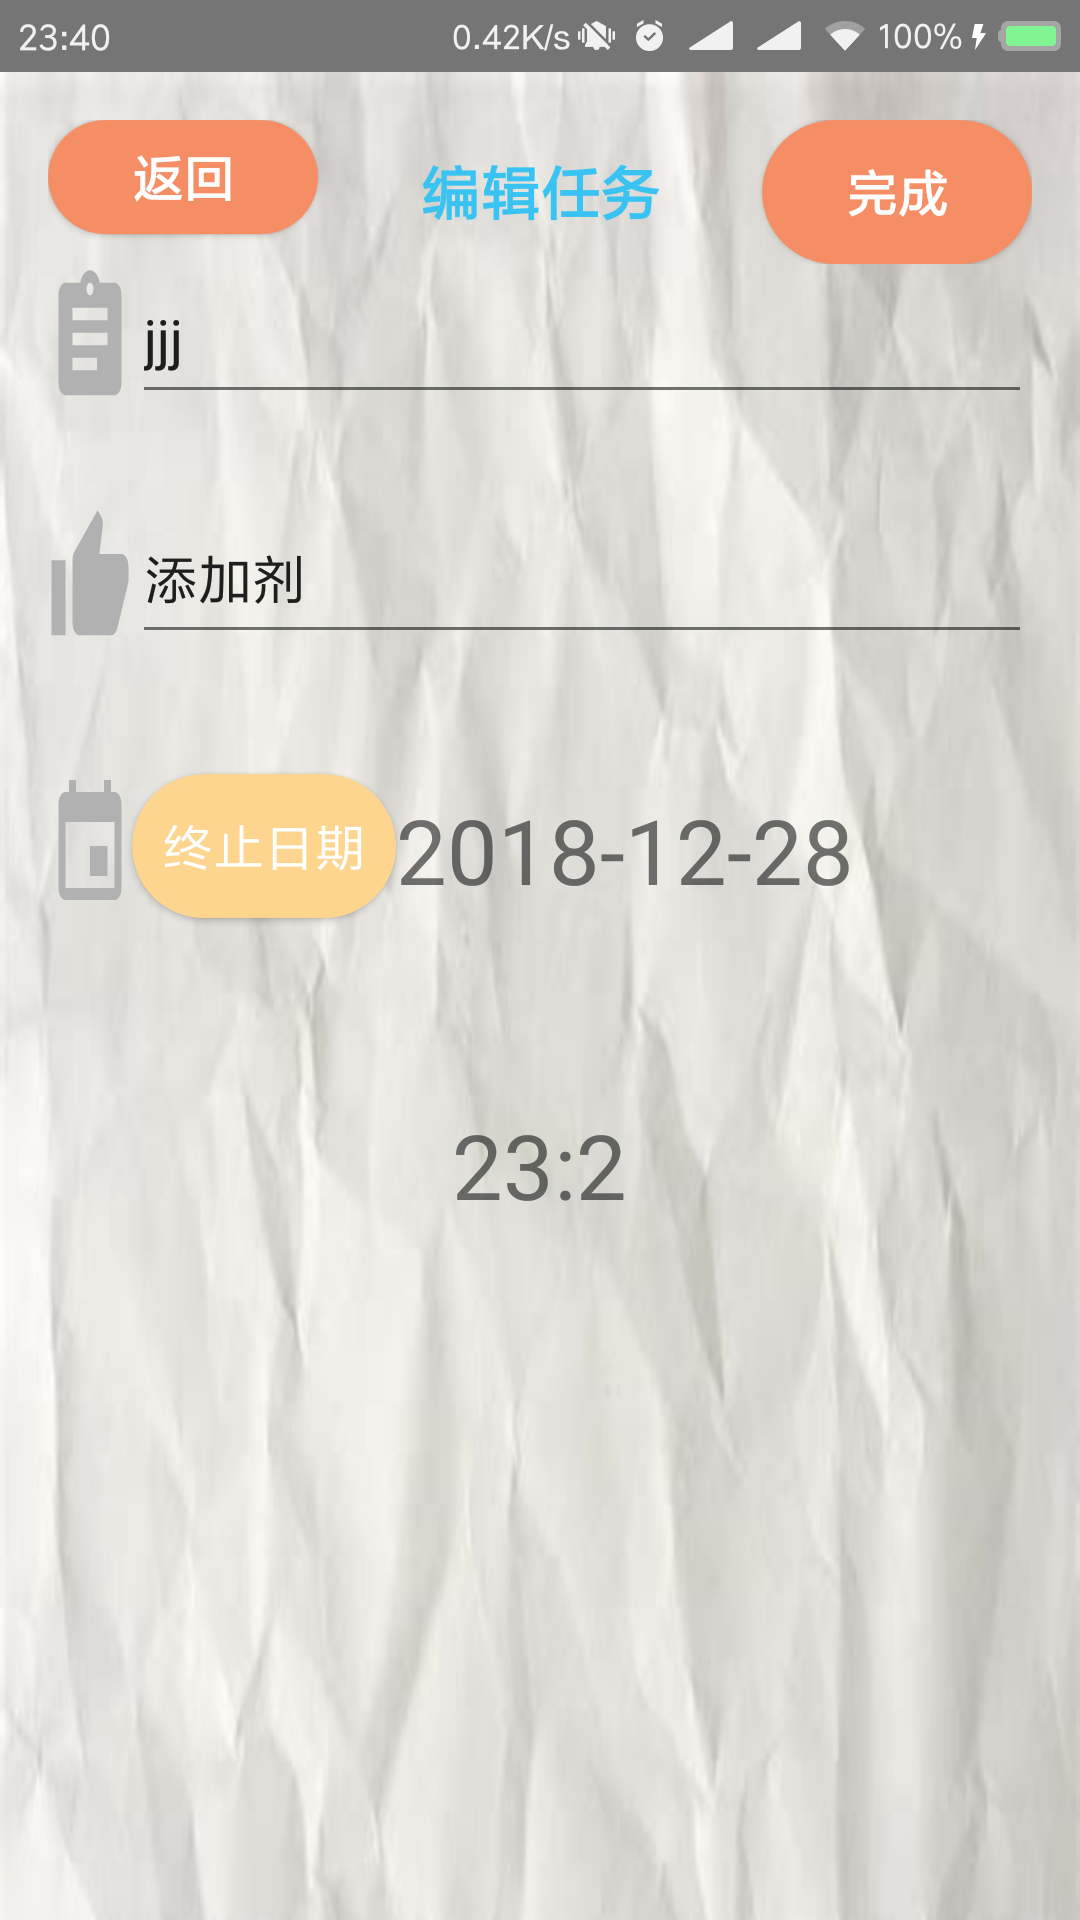 23:40 0.42K/s 100%
返回 编辑任务 完成
jjj
添加剂
终止日期 2018-12-28
23:2